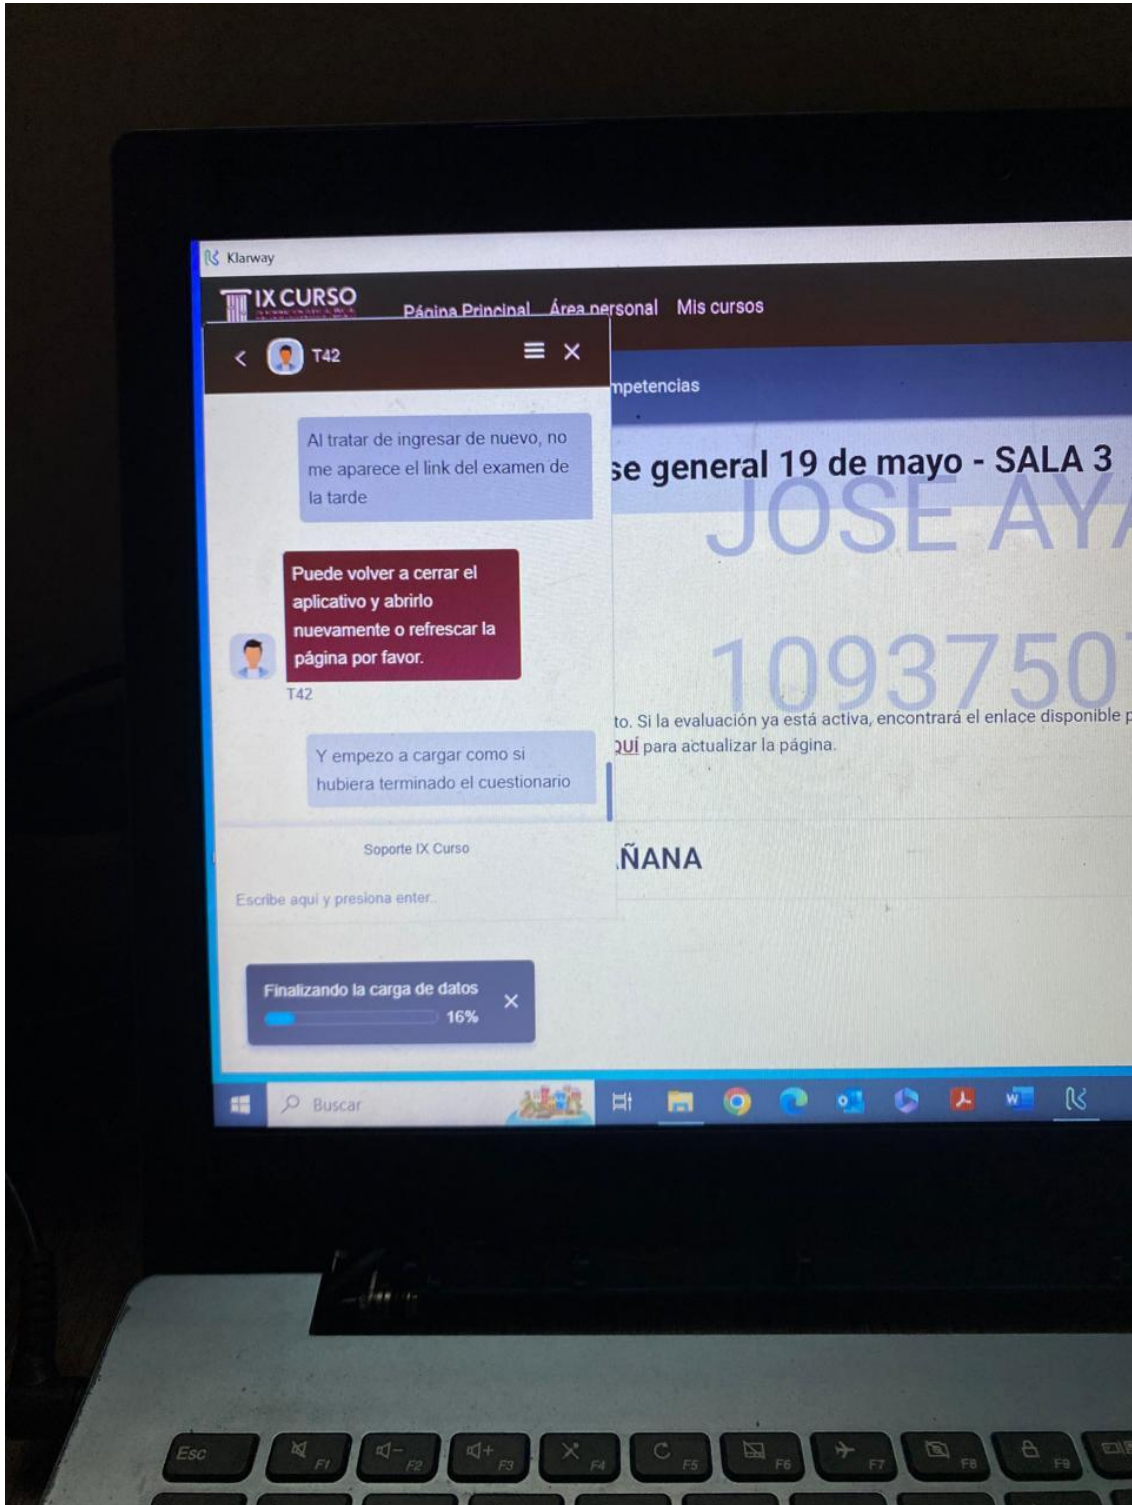 Klarway
IX CURSO
Página Principal Área personal Mis cursos
T42
mpetencias
Al tratar de ingresar de nuevo, no
me aparece el link del examen de
la tarde
se general 19 de mayo - SALA 3
JOSE AYA
Puede volver a cerrar el
aplicativo y abrirlo
nuevamente o refrescar la
página por favor.
T42
1093750
to. Si la evaluación ya está activa, encontrará el enlace disponible p
QUÍ para actualizar la página.
Y empezo a cargar como si
hubiera terminado el cuestionario
Soporte IX Curso
ÑANA
Escribe aquí y presiona enter..
Finalizando la carga de datos
16%
Buscar
Esc
F1
F2
F3
F4
F5
F6
F7
F8
F9